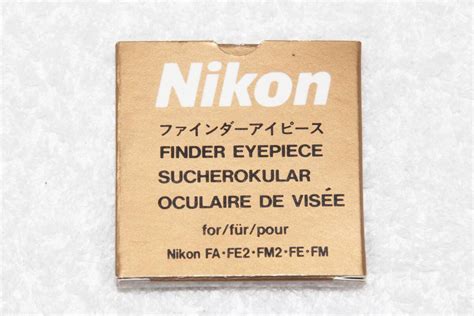 Nikon
ファインダーアイピース
FINDER EYEPIECE
SUCHEROKULAR
OCULAIRE DE VISÉE
for/für/pour
Nikon FA・FE2・FM2・FE・FM